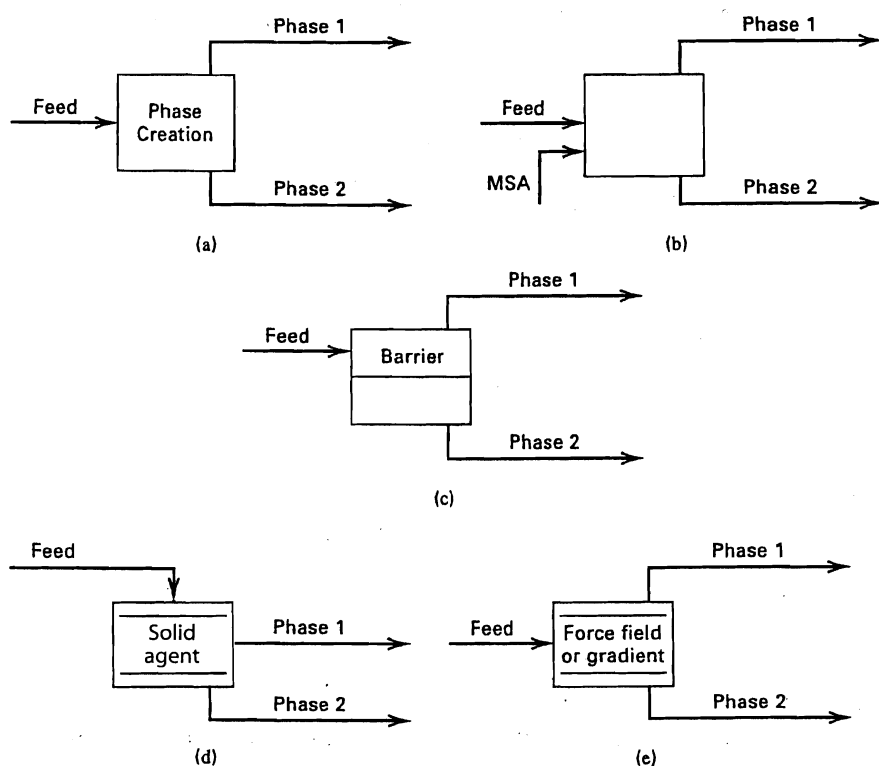 Phase 1
Feed
Phase
Creation
Phase 2
(a)
Phase 1
Feed
MSA
Phase 2
(b)
Phase 1
Feed
Barrier
Phase 2
(c)
Feed
Solid
agent
Phase 1
Phase 2
(d)
Phase 1
Feed
Force field
or gradient
Phase 2
(e)